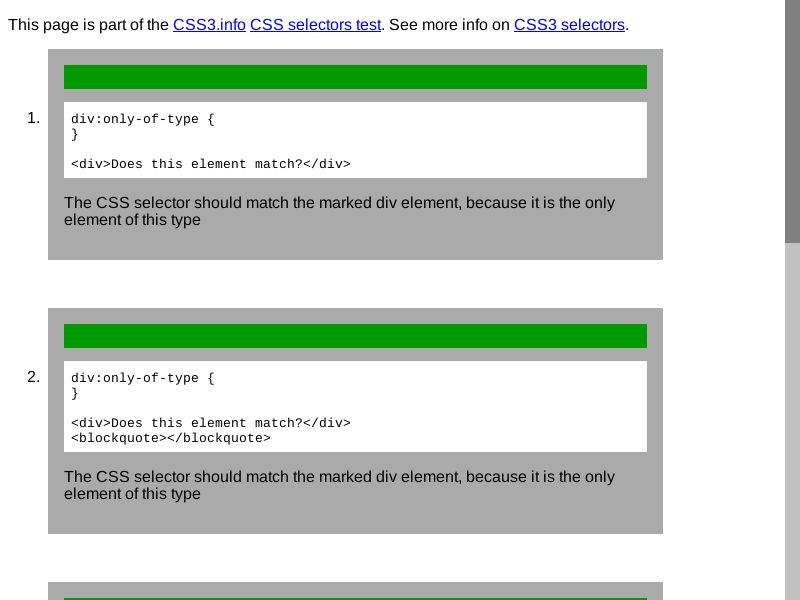 This page is part of the CSS3.info CSS selectors test. See more info on CSS3 selectors.
1.
div:only-of-type {
}
<div>Does this element match?</div>
The CSS selector should match the marked div element, because it is the only
element of this type
2.
div:only-of-type {
}
<div>Does this element match?</div>
<blockquote></blockquote>
The CSS selector should match the marked div element, because it is the only
element of this type